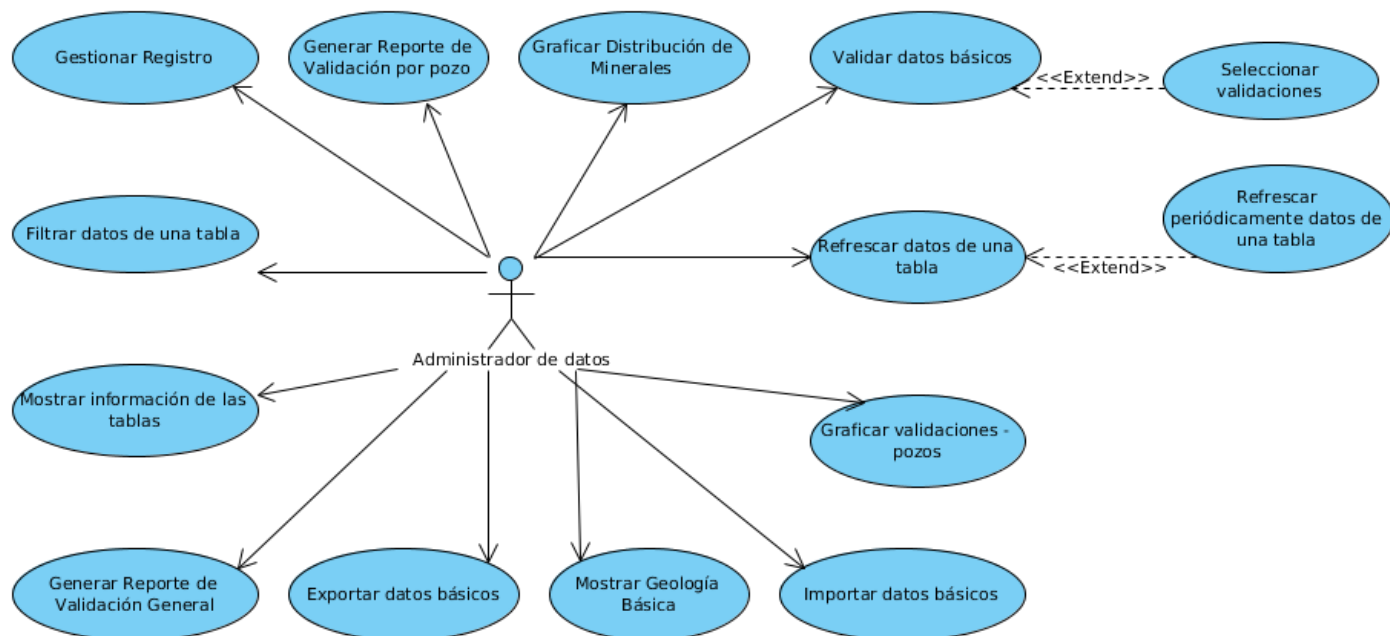 Gestionar Registro
Generar Reporte de
Validación por pozo
Graficar Distribución de
Minerales
Validar datos básicos
<<Extend>>
Seleccionar
validaciones
Filtrar datos de una tabla
Refrescar datos de una
tabla
<<Extend>>
Refrescar
periódicamente datos de
una tabla
Administrador de datos
Mostrar información de las
tablas
Graficar validaciones -
pozos
Generar Reporte de
Validación General
Exportar datos básicos
Mostrar Geología
Básica
Importar datos básicos